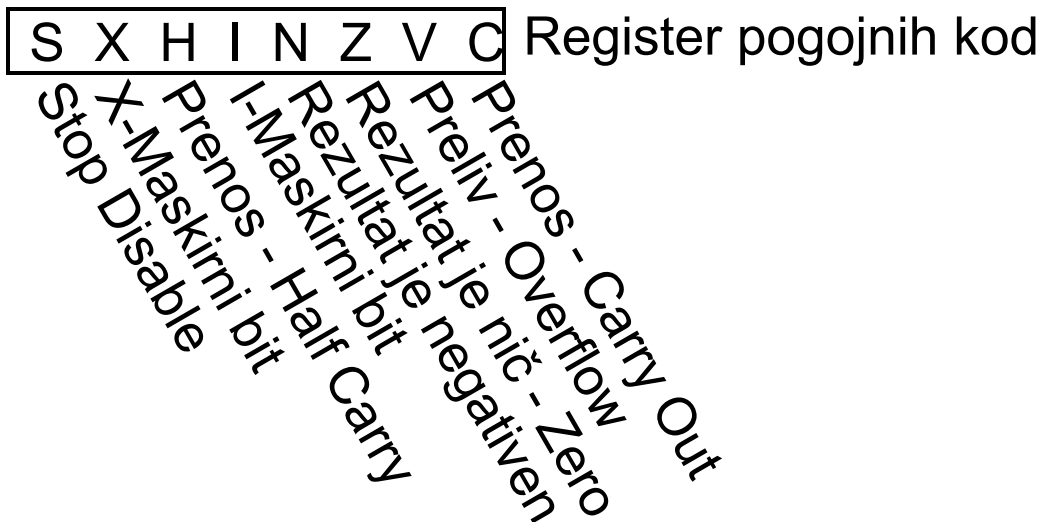 S X H I N Z V C Register pogojnih kod
Stop Disable
X-Maskirni bit
Prenos - Half Carry
I-Maskirni bit
Rezultat je negativen
Rezultat je nič - Zero
Preliv - Overflow
Prenos - Carry Out